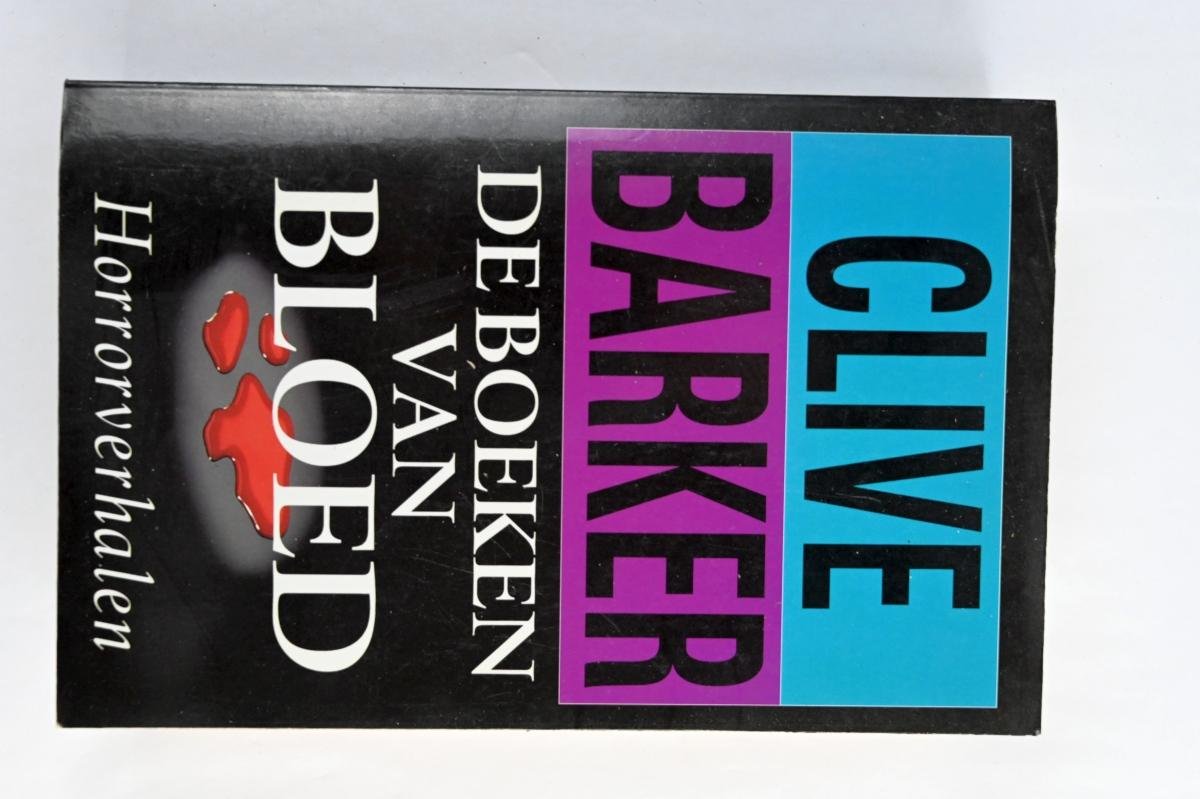 CLIVE
BARKER
DE BOEKEN
VAN
BLOED
Horrorverhalen